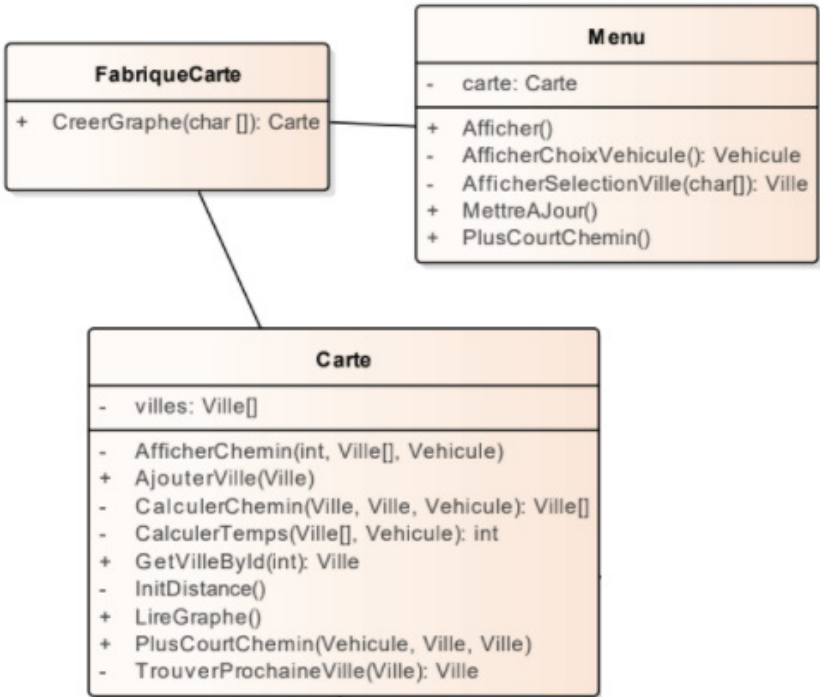 FabriqueCarte
+ CreerGraphe(char []): Carte
Menu
- carte: Carte
+ Afficher()
- AfficherChoixVehicule(): Vehicule
- AfficherSelectionVille(char[]): Ville
+ MettreAJour()
+ PlusCourtChemin()
Carte
- villes: Ville[]
- AfficherChemin(int, Ville[], Vehicule)
+ AjouterVille(Ville)
- CalculerChemin(Ville, Ville, Vehicule): Ville[]
- CalculerTemps(Ville[], Vehicule): int
+ GetVilleById(int): Ville
- InitDistance()
+ LireGraphe()
+ PlusCourtChemin(Vehicule, Ville, Ville)
- TrouverProchaineVille(Ville): Ville